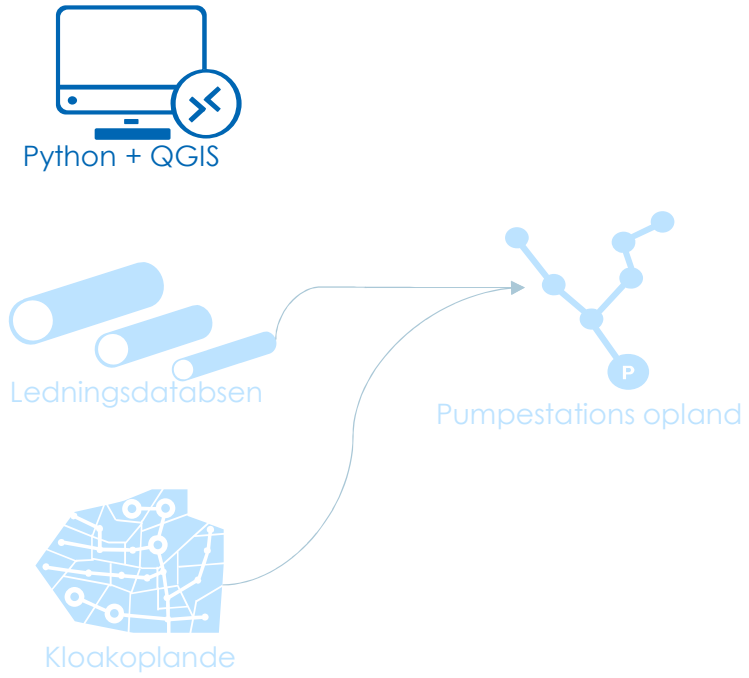 Python + QGIS
Ledningsdatabsen
P
Pumpestations opland
Kloakoplande